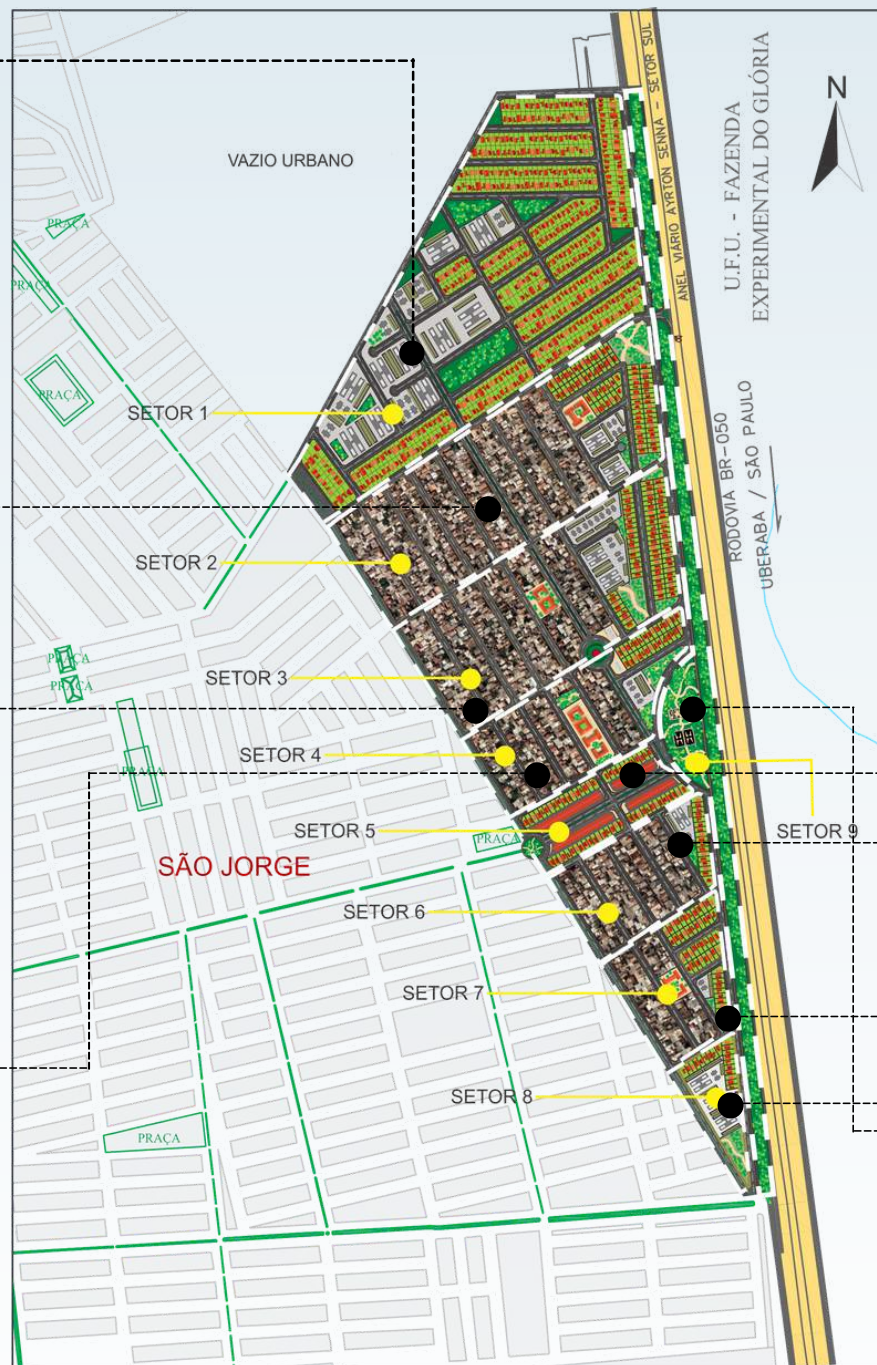 N
U.F.U. - FAZENDA
EXPERIMENTAL DO GLÓRIA
ANEL VIÁRIO AYRTON SENNA - SETOR SUL
VAZIO URBANO
PRAÇA
PRAÇA
PRAÇA
SETOR 1
RODOVIA BR-050
UBERABA / SÃO PAULO
SETOR 2
PRAÇA
PRAÇA
SETOR 3
SETOR 4
PRAÇA
SETOR 5
SETOR 9
PRAÇA
SÃO JORGE
SETOR 6
SETOR 7
SETOR 8
PRAÇA